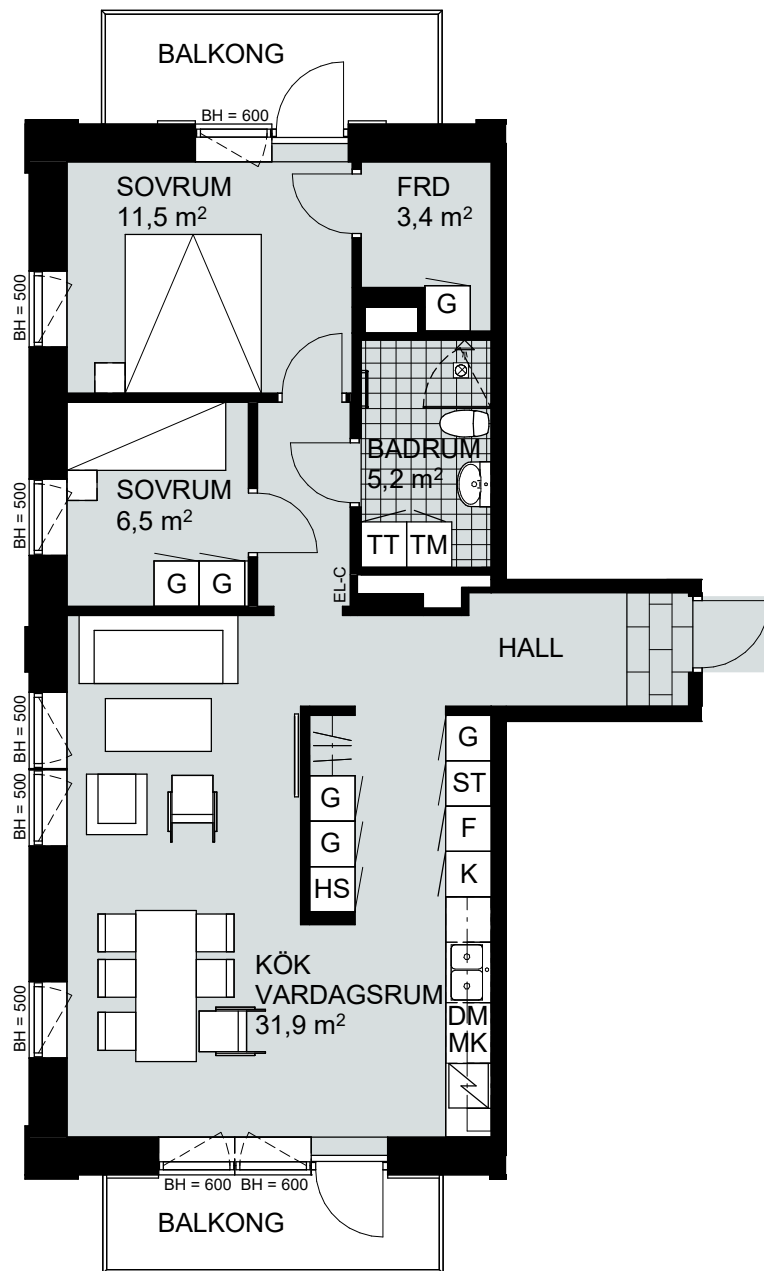 BALKONG
BH = 600
SOVRUM
11,5 m²
FRD
3,4 m²
BH = 500
G
BADRUM
5,2 m²
SOVRUM
6,5 m²
BH = 500
TT
TM
G
G
EL-C
HALL
BH = 500
BH = 500
G
ST
F
K
G
G
HS
KÖK
VARDAGSRUM
31,9 m²
BH = 500
DM
MK
BH = 600
BH = 600
BALKONG